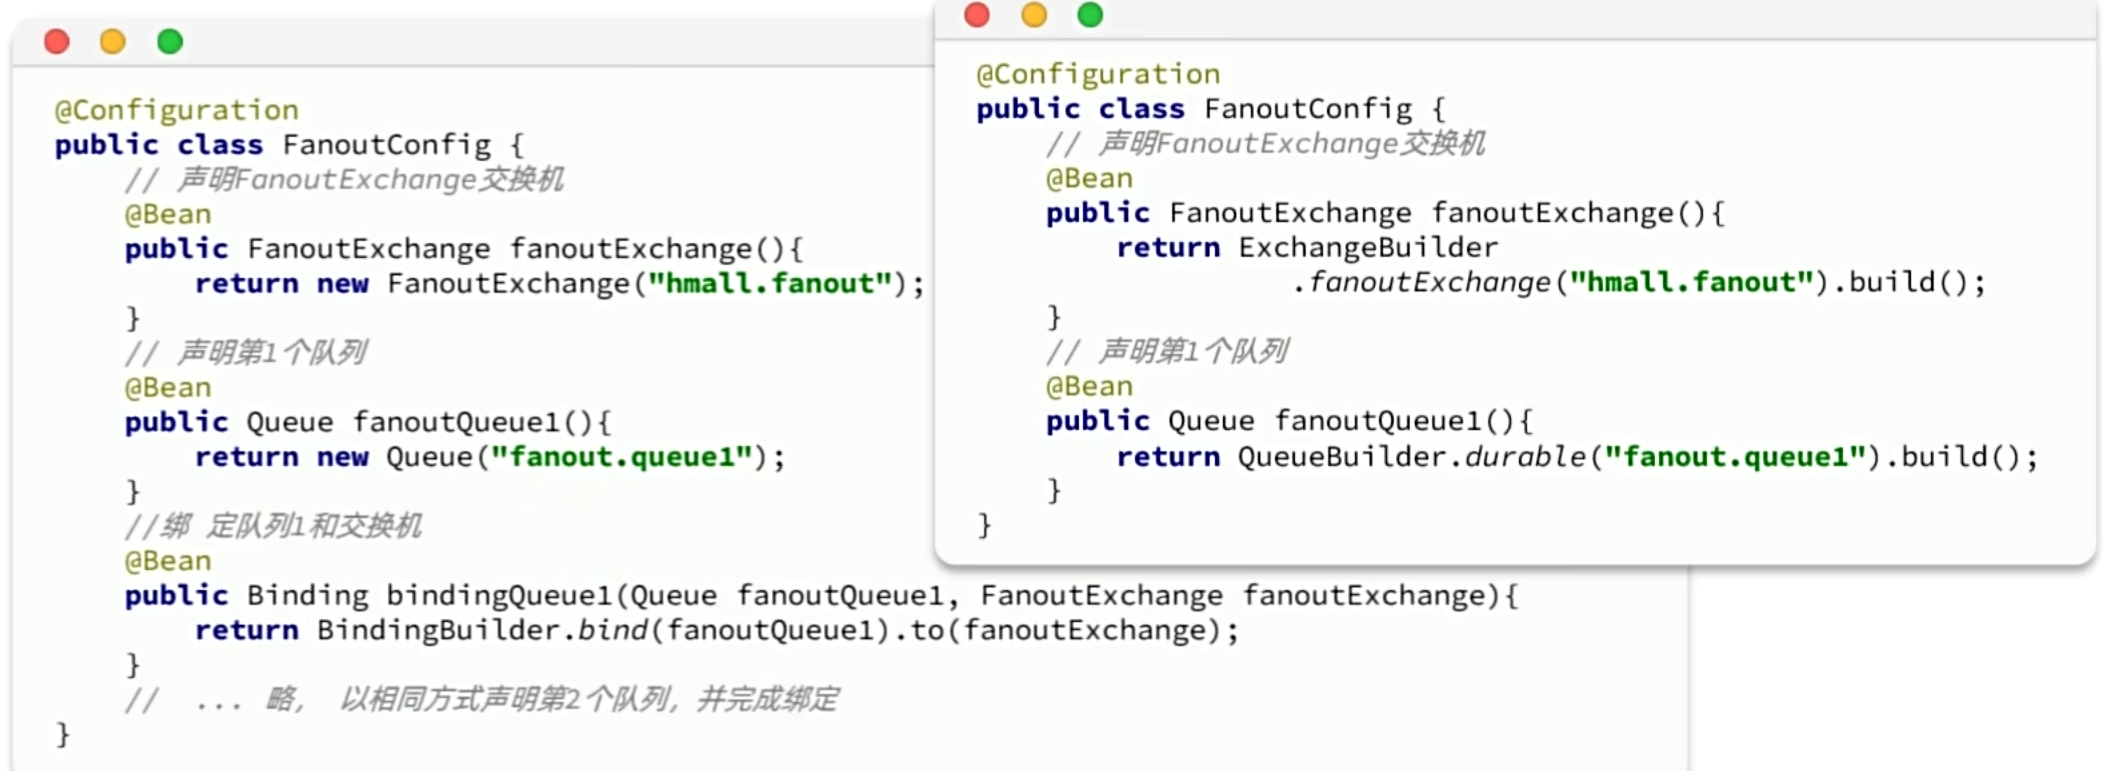 @Configuration
public class FanoutConfig {
// 声明FanoutExchange交换机
@Bean
public FanoutExchange fanoutExchange(){
return new FanoutExchange("hmall.fanout");
}
// 声明第1个队列
@Bean
public Queue fanoutQueue1(){
return new Queue("fanout.queue1");
}
//绑 定队列1和交换机
@Bean
public Binding bindingQueue1(Queue fanoutQueue1, FanoutExchange fanoutExchange){
return BindingBuilder.bind(fanoutQueue1).to(fanoutExchange);
}
// ... 略, 以相同方式声明第2个队列，并完成绑定
}
@Configuration
public class FanoutConfig {
// 声明FanoutExchange交换机
@Bean
public FanoutExchange fanoutExchange(){
return ExchangeBuilder
.fanoutExchange("hmall.fanout").build();
}
// 声明第1个队列
@Bean
public Queue fanoutQueue1(){
return QueueBuilder.durable("fanout.queue1").build();
}
}